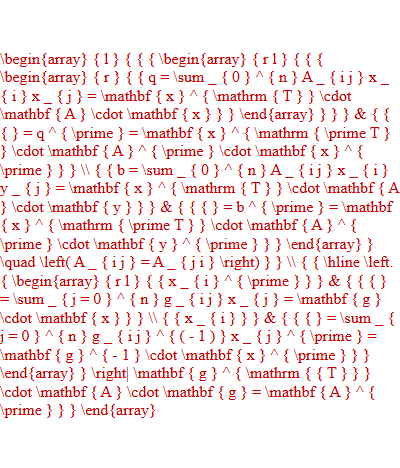 \begin{array} { l } { { { \begin{array} { r l } { { {
\begin{array} { r } { { q = \sum _ { 0 } ^ { n } A _ { i j } x _
{ i } x _ { j } = \mathbf { x } ^ { \mathrm { T } } \cdot
\mathbf { A } \cdot \mathbf { x } } } \end{array} } } } & { {
{ } = q ^ { \prime } = \mathbf { x } ^ { \mathrm { \prime T }
} \cdot \mathbf { A } ^ { \prime } \cdot \mathbf { x } ^ {
\prime } } } \\ { { b = \sum _ { 0 } ^ { n } A _ { i j } x _ { i }
y _ { j } = \mathbf { x } ^ { \mathrm { T } } \cdot \mathbf { A
} \cdot \mathbf { y } } } & { { { } = b ^ { \prime } = \mathbf
{ x } ^ { \mathrm { \prime T } } \cdot \mathbf { A } ^ {
\prime } \cdot \mathbf { y } ^ { \prime } } } \end{array} }
\quad \left( A _ { i j } = A _ { j i } \right) } } \\ { { \hline \left.
{ \begin{array} { r l } { { x _ { i } ^ { \prime } } } & { { { }
= \sum _ { j = 0 } ^ { n } g _ { i j } x _ { j } = \mathbf { g }
\cdot \mathbf { x } } } \\ { { x _ { i } } } & { { { } = \sum _ {
j = 0 } ^ { n } g _ { i j } ^ { ( - 1 ) } x _ { j } ^ { \prime } =
\mathbf { g } ^ { - 1 } \cdot \mathbf { x } ^ { \prime } } }
\end{array} } \right| \mathbf { g } ^ { \mathrm { { T } } }
\cdot \mathbf { A } \cdot \mathbf { g } = \mathbf { A } ^ {
\prime } } } \end{array}